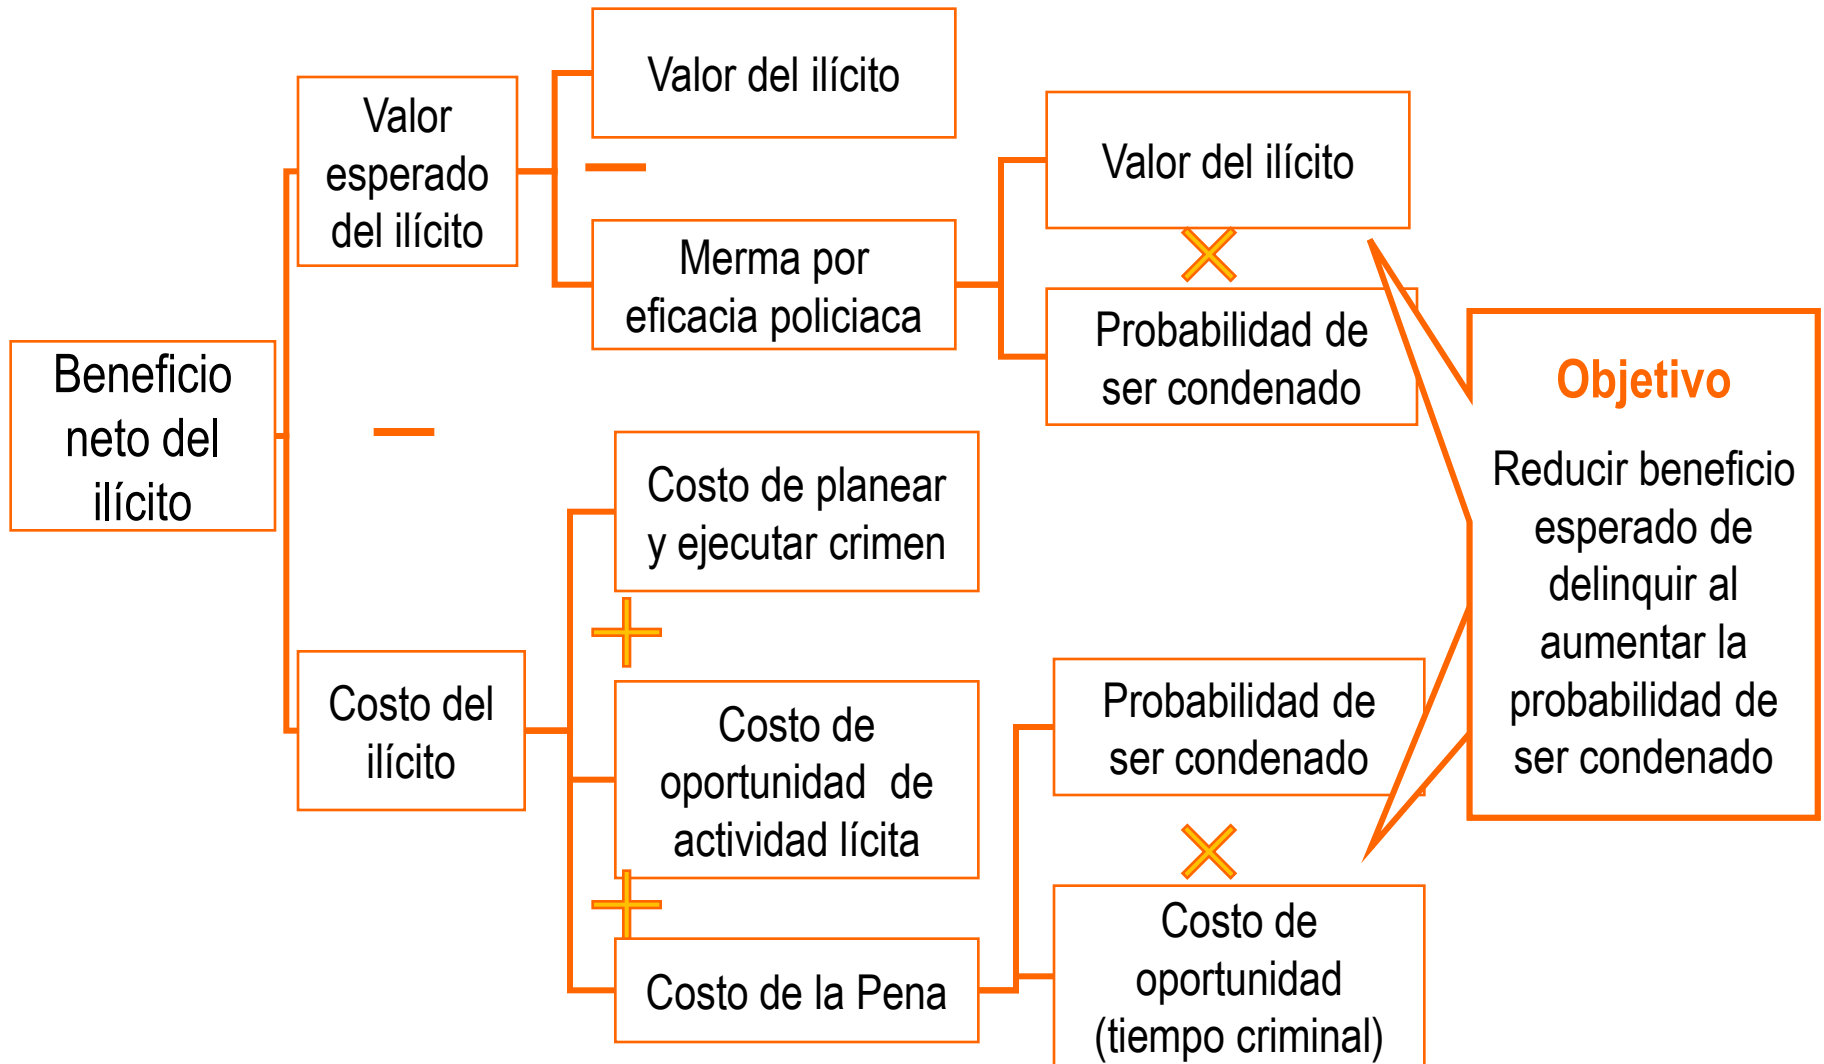 Valor del ilícito
Valor
esperado
del ilícito
Valor del ilícito
Merma por
eficacia policiaca
Probabilidad de
ser condenado
Beneficio
neto del
ilícito
Objetivo
Reducir beneficio
esperado de
delinquir al
aumentar la
probabilidad de
ser condenado
Costo de planear
y ejecutar crimen
Costo del
ilícito
Costo de
oportunidad de
actividad lícita
Probabilidad de
ser condenado
Costo de la Pena
Costo de
oportunidad
(tiempo criminal)